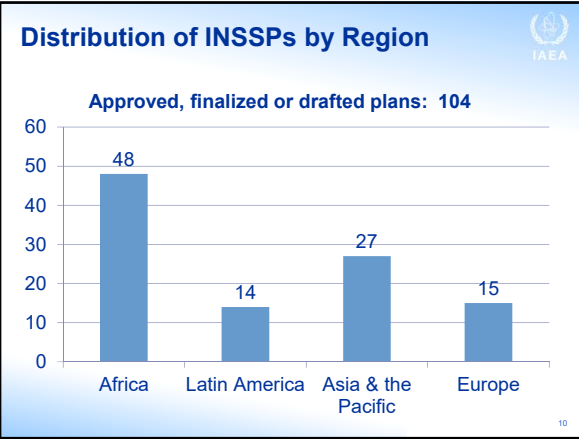 Distribution of INSSPs by Region
IAEA
Approved, finalized or drafted plans: 104
60
50
40
30
20
10
0
48
14
27
15
Africa
Latin America
Asia & the
Pacific
Europe
10